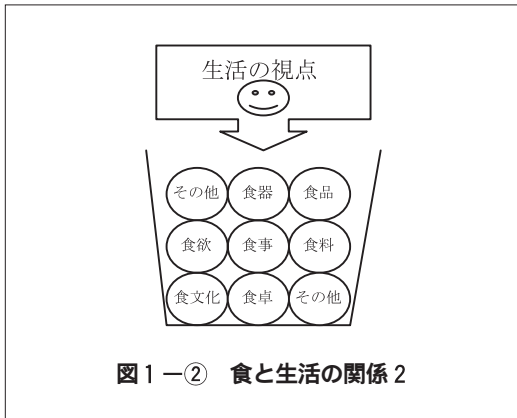 生活の視点
その他 食器 食品
食欲 食事 食料
食文化 食卓 その他
図1－② 食と生活の関係2